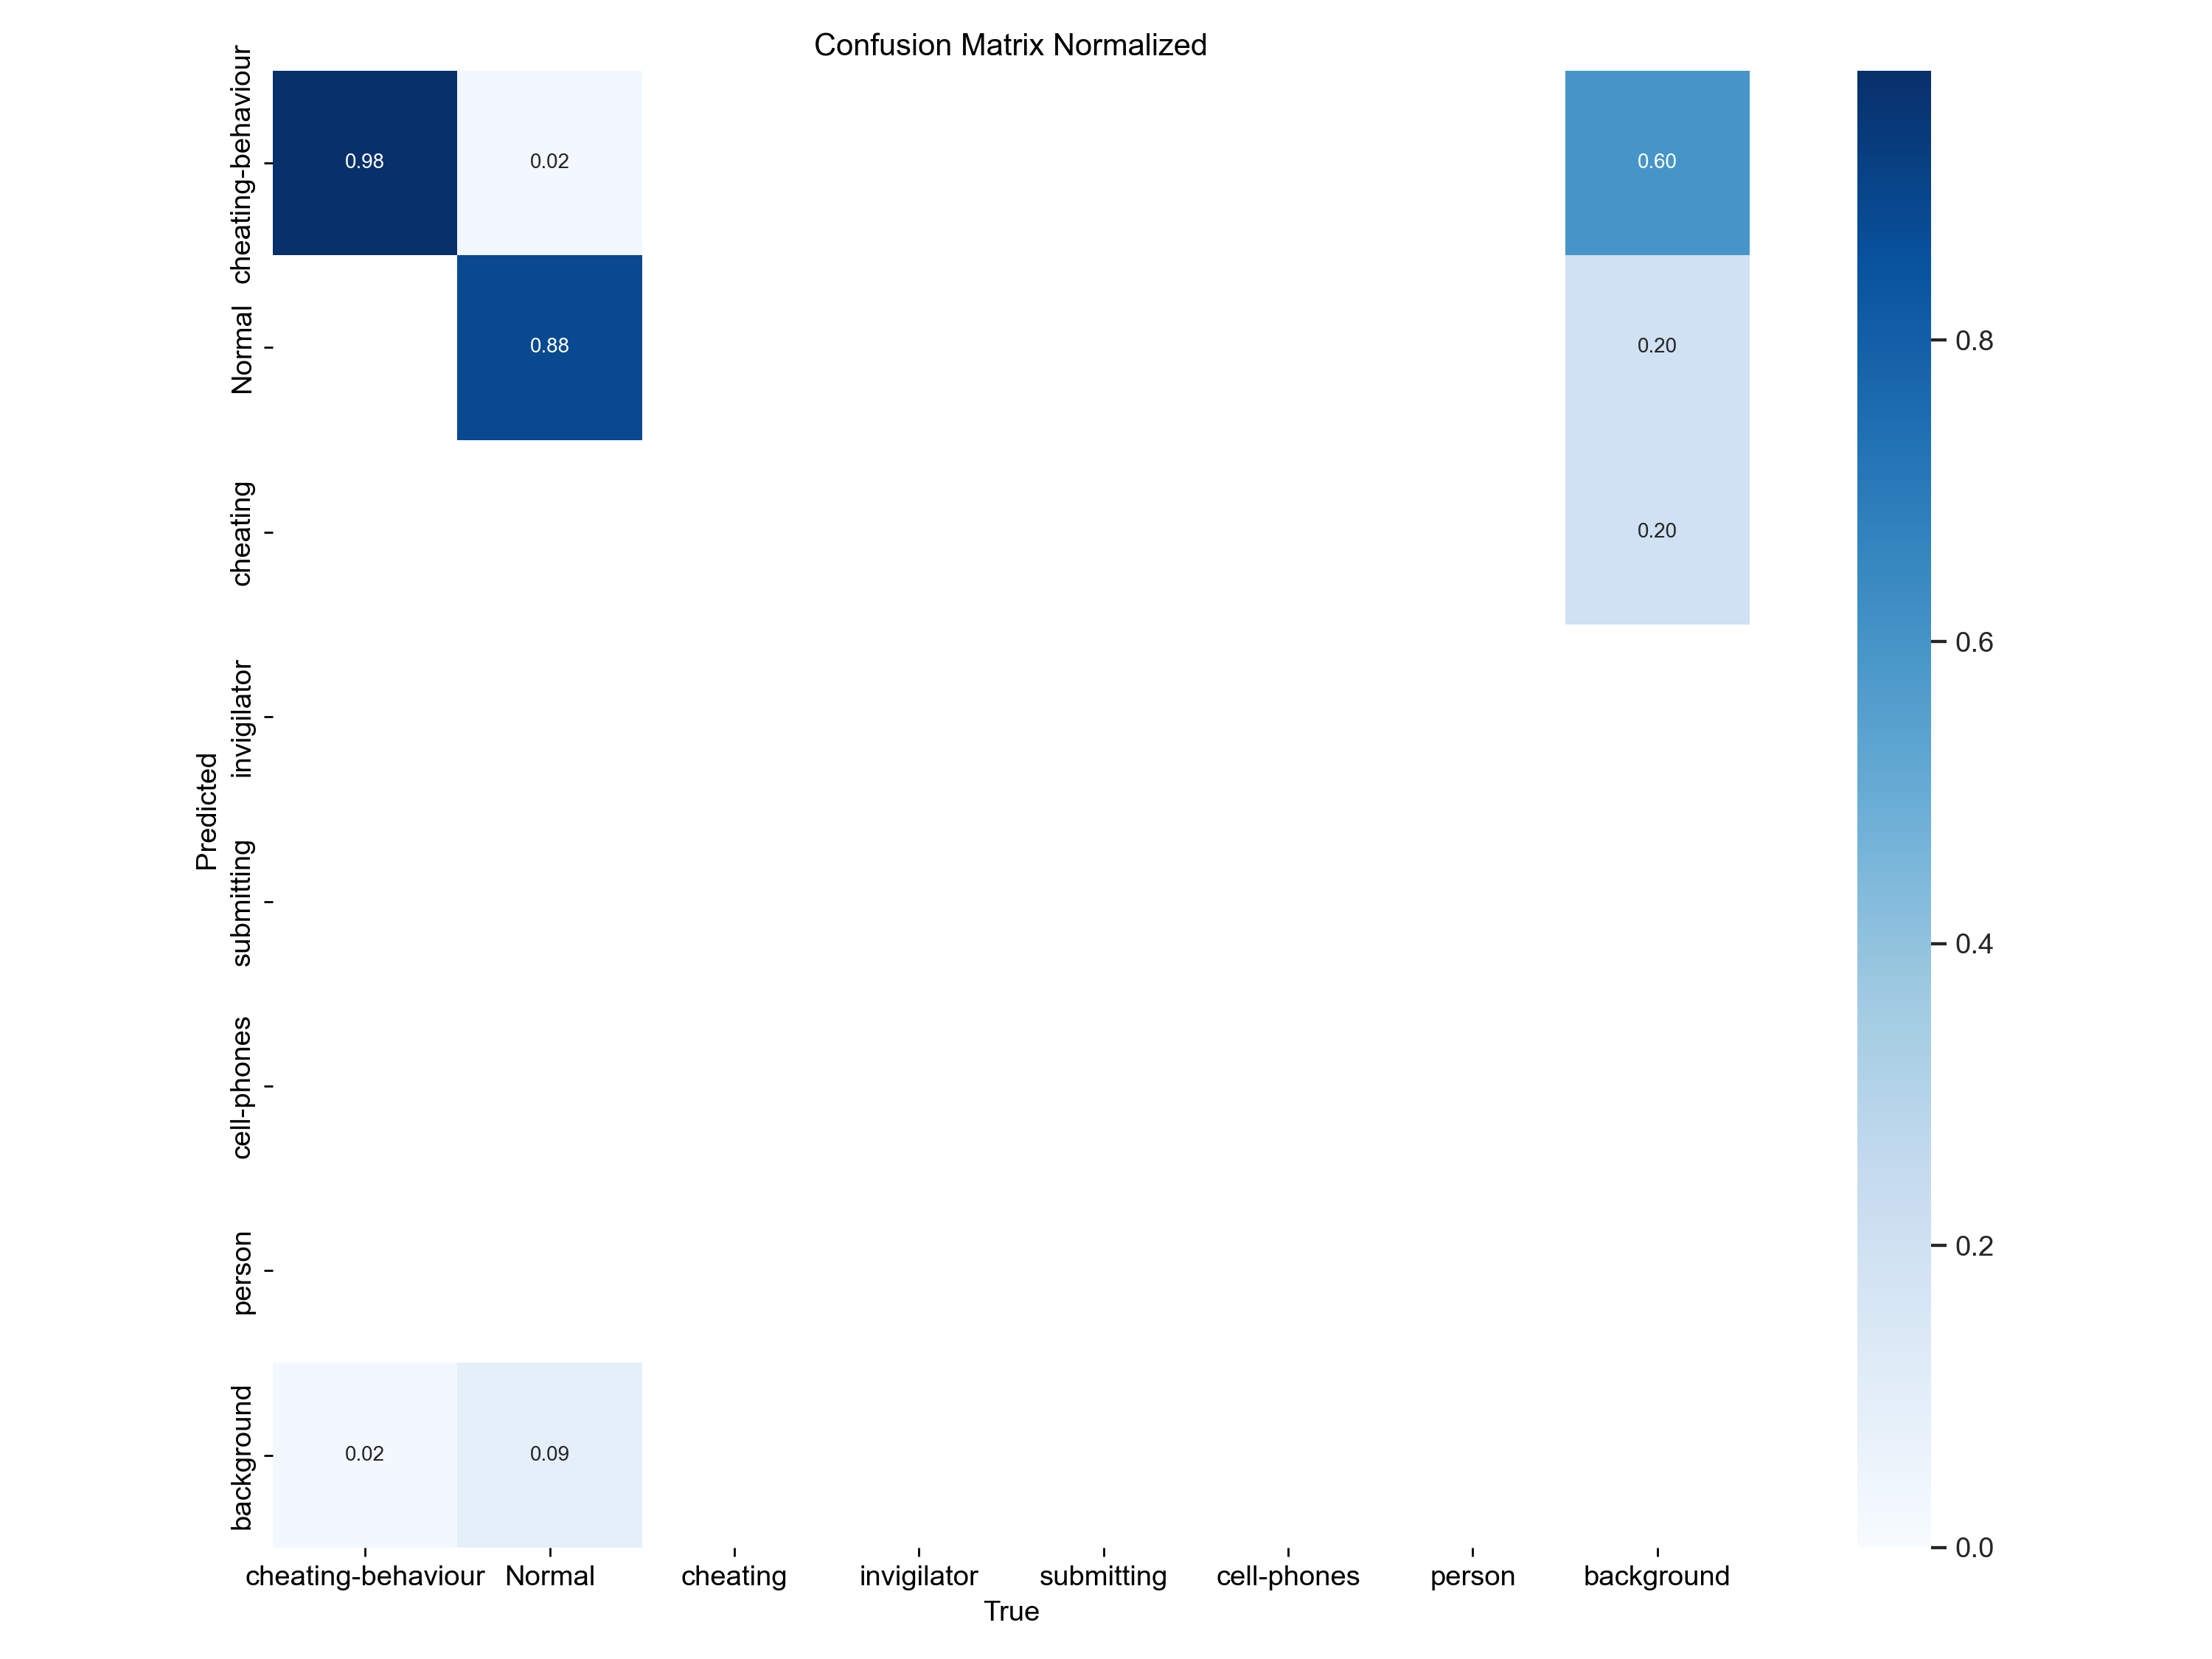 Confusion Matrix Normalized
cheating-behaviour
0.98
0.02
0.60
Normal
0.88
0.20
cheating
0.20
invigilator
submitting
cell-phones
person
background
0.02
0.09
Predicted
cheating-behaviour Normal cheating invigilator submitting cell-phones person background
True
0.8
0.6
0.4
0.2
0.0